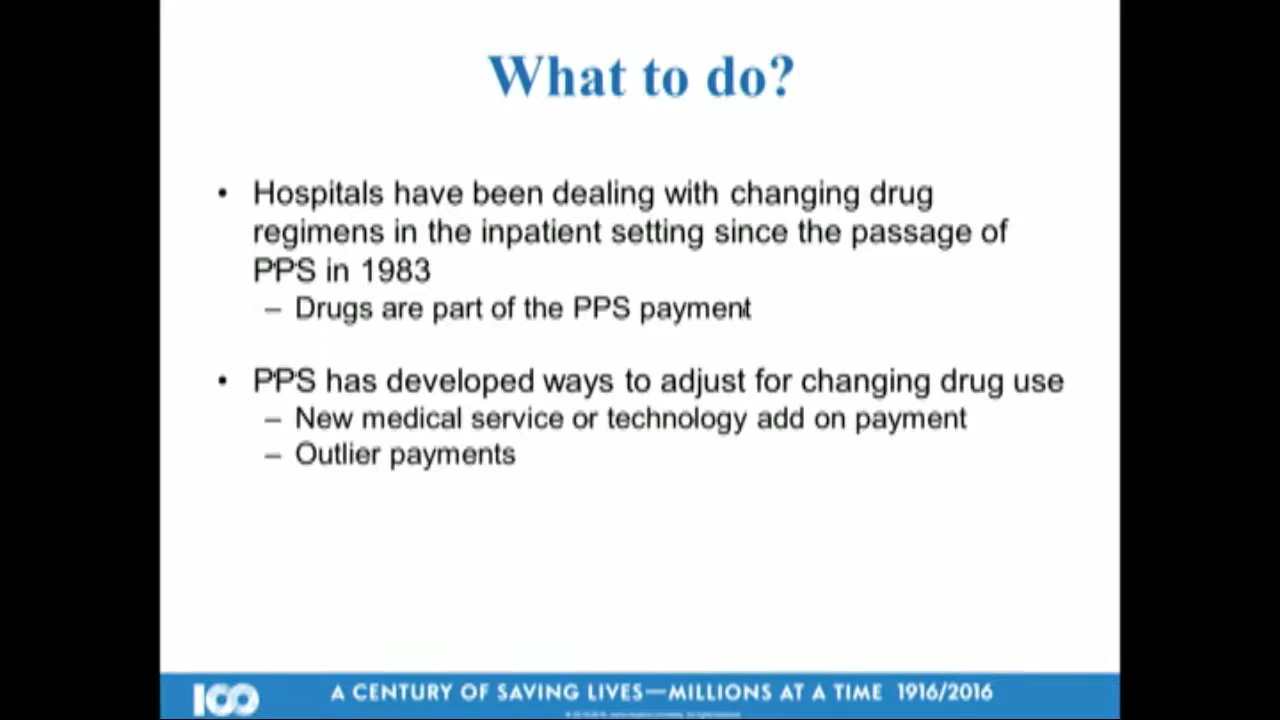 What to do?
• Hospitals have been dealing with changing drug
regimens in the inpatient setting since the passage of
PPS in 1983
– Drugs are part of the PPS payment
• PPS has developed ways to adjust for changing drug use
– New medical service or technology add on payment
– Outlier payments
100
A CENTURY OF SAVING LIVES—MILLIONS AT A TIME 1916/2016